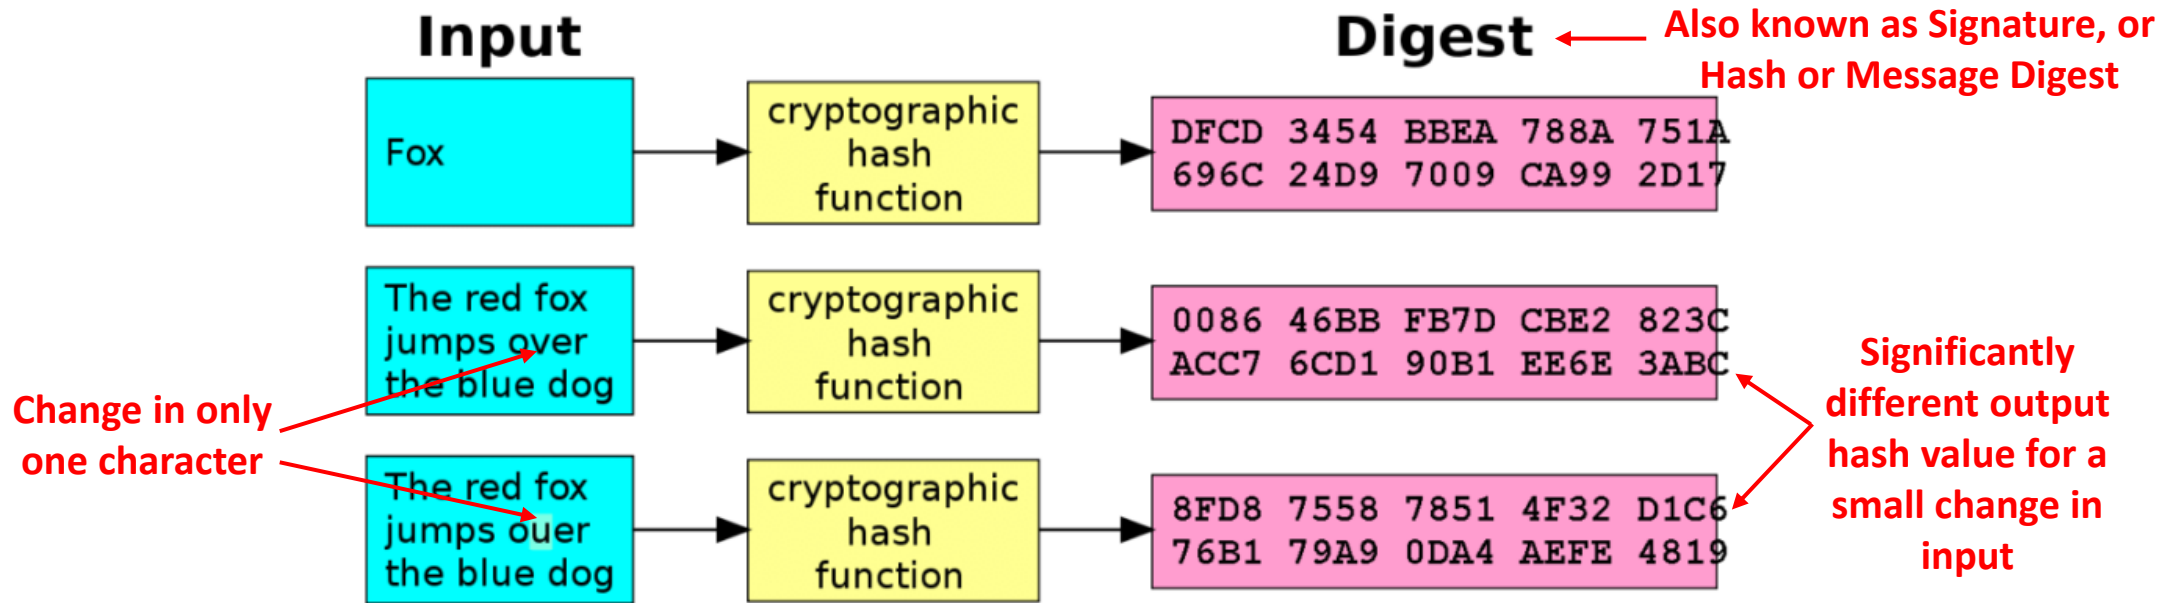 Input
Digest
Also known as Signature, or
Hash or Message Digest
Fox
cryptographic
hash
function
DFCD 3454 BBEA 788A 751A
696C 24D9 7009 CA99 2D17
The red fox
jumps over
the blue dog
cryptographic
hash
function
0086 46BB FB7D CBE2 823C
ACC7 6CD1 90B1 EE6E 3ABC
Change in only
one character
Significantly
different output
hash value for a
small change in
input
The red fox
jumps ouer
the blue dog
cryptographic
hash
function
8FD8 7558 7851 4F32 D1C6
76B1 79A9 0DA4 AEFE 4819